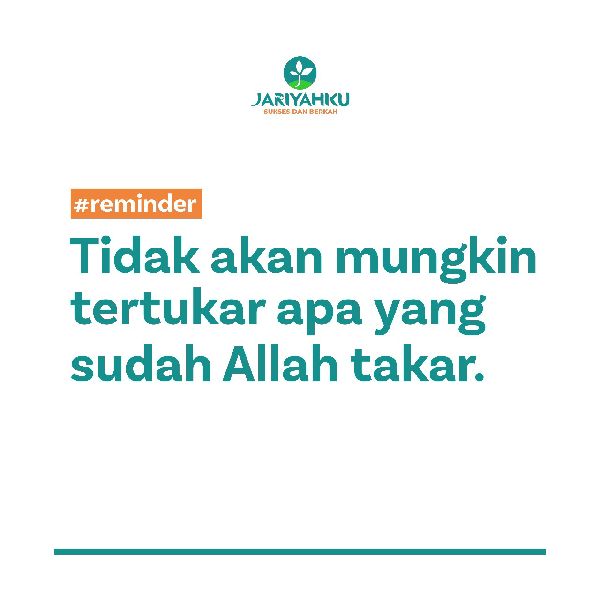 JARIYAHKU
SUKSES DAN BERKAH
#reminder
Tidak akan mungkin
tertukar apa yang
sudah Allah takar.